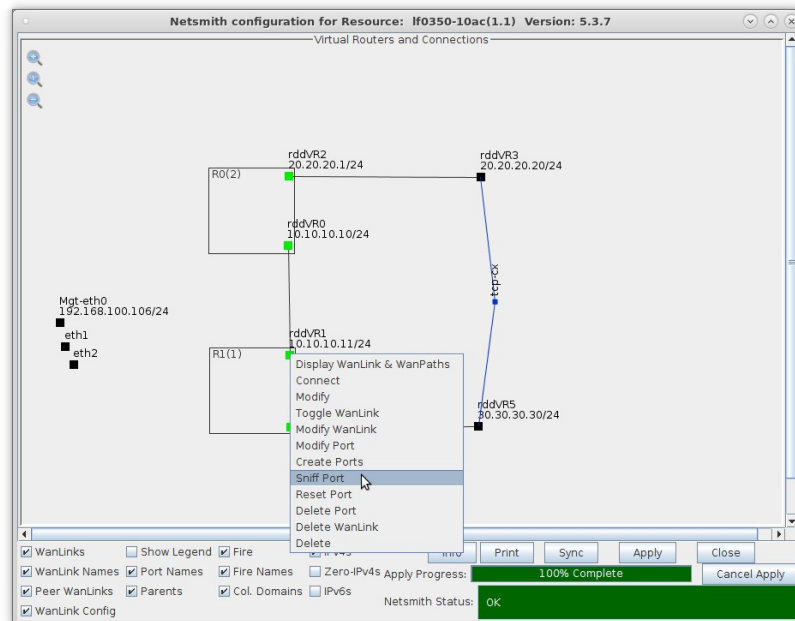 Netsmith configuration for Resource: lf0350-10ac(1.1) Version: 5.3.7
Virtual Routers and Connections
rddVR2
20.20.20.1/24
rddVR3
20.20.20.20/24
R0(2)
rddVR0
10.10.10.10/24
tcp-cx
Mgt-eth0
192.168.100.106/24
eth1
eth2
rddVR1
10.10.10.11/24
R1(1)
Display WanLink & WanPaths
Connect
Modify
Toggle WanLink
Modify WanLink
Modify Port
Create Ports
Sniff Port
Reset Port
Delete Port
Delete WanLink
Delete
rddVR5
30.30.30.30/24
WanLinks Show Legend Fire IPv4s Info Print Sync Apply Close
WanLink Names Port Names Fire Names Zero-IPv4s Apply Progress: 100% Complete Cancel Apply
Peer WanLinks Parents Col. Domains IPv6s Netsmith Status: OK
WanLink Config